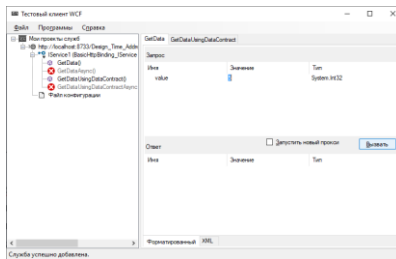 Тестовый клиент WCF
Файл Программы Справка
Мои проекты служб
http://localhost:8733/Design_Time_Addre
IService1 (BasicHttpBinding_IService
GetData()
GetDataAsync()
GetDataUsingDataContract()
GetDataUsingDataContractAsync
Файл конфигурации
GetData GetDataUsingDataContract
Запрос
Имя Значение Тип
value System.Int32
Ответ
Запустить новый прокси
Вызвать
Имя Значение Тип
Форматированный XML
Служба успешно добавлена.